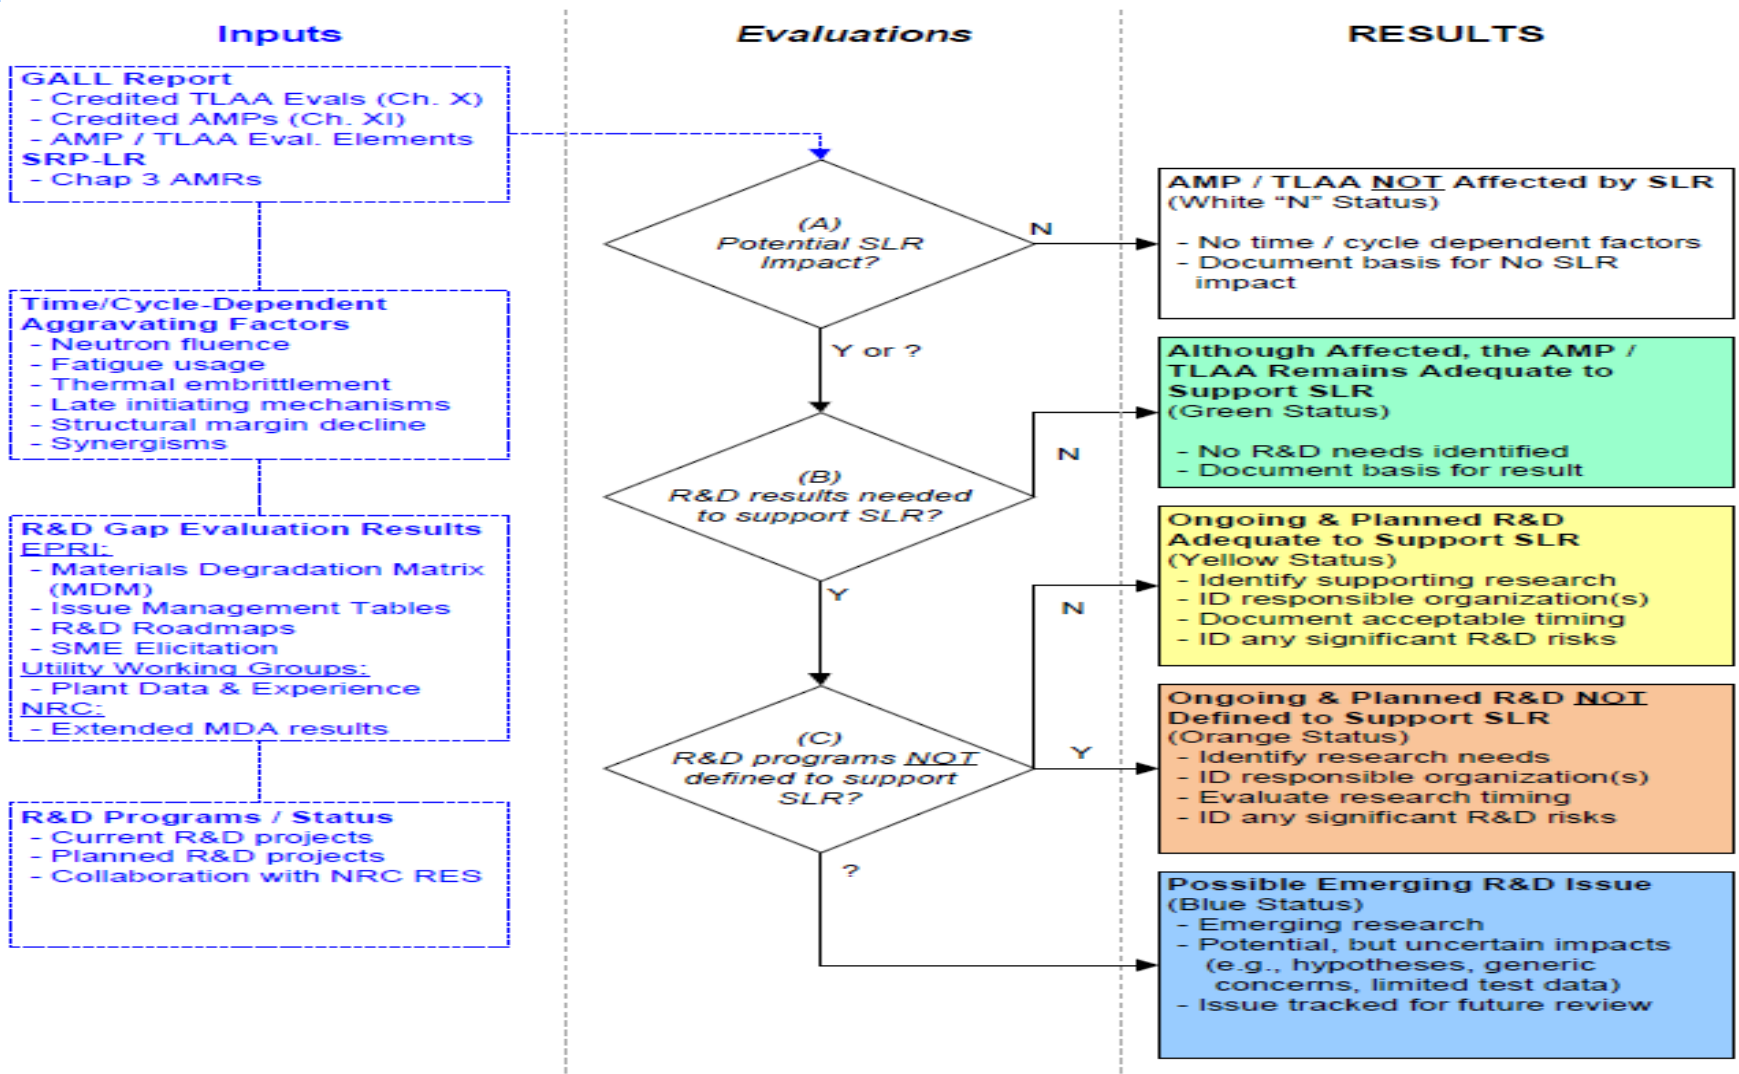 Inputs
GALL Report
- Credited TLAA Evals (Ch. X)
- Credited AMPs (Ch. XI)
- AMP / TLAA Eval. Elements
SRP-LR
- Chap 3 AMRs
Time/Cycle-Dependent
Aggravating Factors
- Neutron fluence
- Fatigue usage
- Thermal embrittlement
- Late initiating mechanisms
- Structural margin decline
- Synergisms
R&D Gap Evaluation Results
EPRI:
- Materials Degradation Matrix
(MDM)
- Issue Management Tables
- R&D Roadmaps
- SME Elicitation
Utility Working Groups:
- Plant Data & Experience
NRC:
- Extended MDA results
R&D Programs / Status
- Current R&D projects
- Planned R&D projects
- Collaboration with NRC RES
Evaluations
(A)
Potential SLR
Impact?
N
Y or ?
(B)
R&D results needed
to support SLR?
N
Y
(C)
R&D programs NOT
defined to support
SLR?
N
Y
?
RESULTS
AMP / TLAA NOT Affected by SLR
(White “N” Status)
- No time / cycle dependent factors
- Document basis for No SLR
impact
Although Affected, the AMP /
TLAA Remains Adequate to
Support SLR
(Green Status)
- No R&D needs identified
- Document basis for result
Ongoing & Planned R&D
Adequate to Support SLR
(Yellow Status)
- Identify supporting research
- ID responsible organization(s)
- Document acceptable timing
- ID any significant R&D risks
Ongoing & Planned R&D NOT
Defined to Support SLR
(Orange Status)
- Identify research needs
- ID responsible organization(s)
- Evaluate research timing
- ID any significant R&D risks
Possible Emerging R&D Issue
(Blue Status)
- Emerging research
- Potential, but uncertain impacts
(e.g., hypotheses, generic
concerns, limited test data)
- Issue tracked for future review